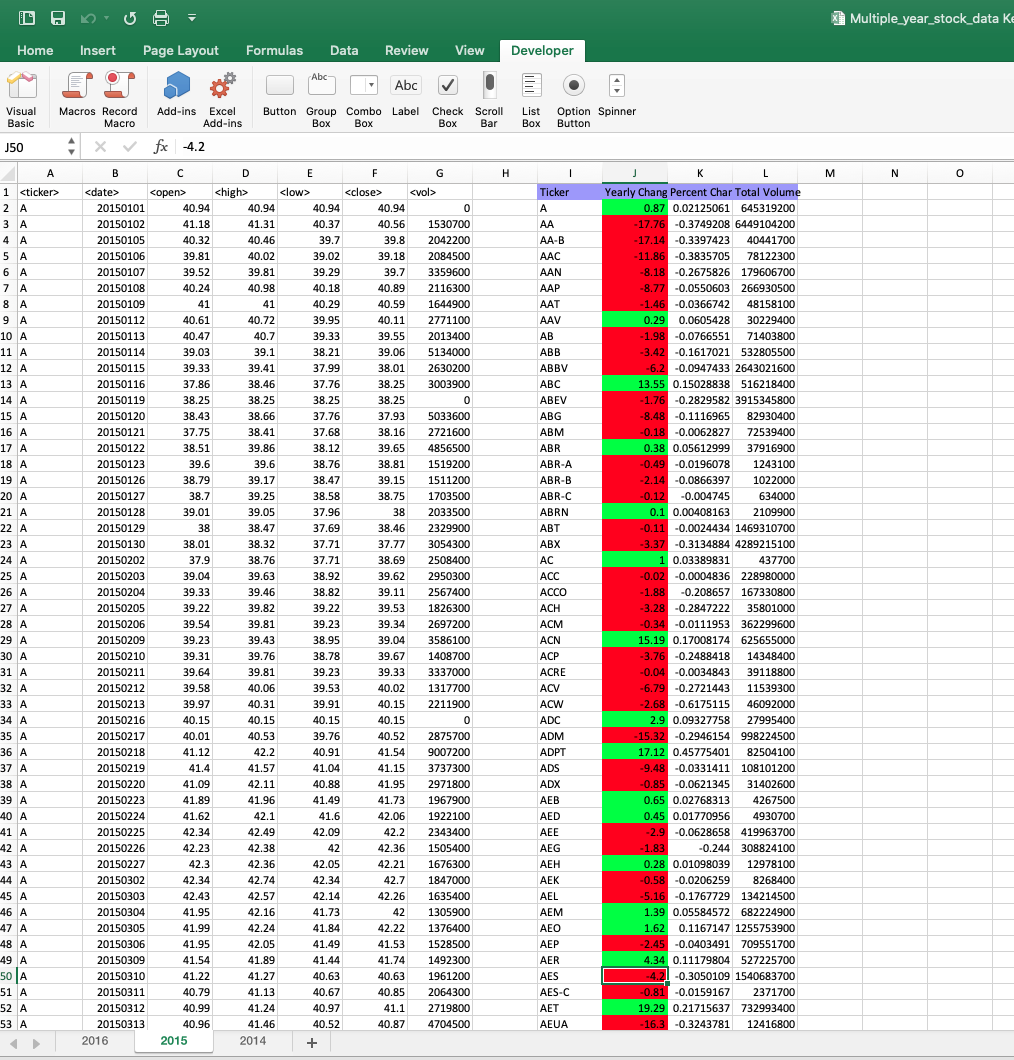 Multiple_year_stock_data Ke
Home Insert Page Layout Formulas Data Review View Developer
Abc Abc
Visual Basic Macros Record Macro Add-ins Excel Add-ins Button Group Box Combo Box Label Check Box Scroll Bar List Box Option Button Spinner
J50 fx -4.2
A B C D E F G H I J K L M N O
1 <ticker> <date> <open> <high> <low> <close> <vol> Ticker Yearly Chang Percent Char Total Volume
2 A 20150101 40.94 40.94 40.94 40.94 0 A 0.87 0.02125061 645319200
3 A 20150102 41.18 41.31 40.37 40.56 1530700 AA -17.76 -0.3749208 6449104200
4 A 20150105 40.32 40.46 39.7 39.8 2042200 AA-B -17.14 -0.3397423 40441700
5 A 20150106 39.81 40.02 39.02 39.18 2084500 AAC -11.86 -0.3835705 78122300
6 A 20150107 39.52 39.81 39.29 39.7 3359600 AAN -8.18 -0.2675826 179606700
7 A 20150108 40.24 40.98 40.18 40.89 2116300 AAP -8.77 -0.0550603 266930500
8 A 20150109 41 41 40.29 40.59 1644900 AAT -1.46 -0.0366742 48158100
9 A 20150112 40.61 40.72 39.95 40.11 2771100 AAV 0.29 0.0605428 30229400
10 A 20150113 40.47 40.7 39.33 39.55 2013400 AB -1.98 -0.0766551 71403800
11 A 20150114 39.03 39.1 38.21 39.06 5134000 ABB -3.42 -0.1617021 532805500
12 A 20150115 39.33 39.41 37.99 38.01 2630200 ABBV -6.2 -0.0947433 2643021600
13 A 20150116 37.86 38.46 37.76 38.25 3003900 ABC 13.55 0.15028838 516218400
14 A 20150119 38.25 38.25 38.25 38.25 0 ABEV -1.76 -0.2829582 3915345800
15 A 20150120 38.43 38.66 37.76 37.93 5033600 ABG -8.48 -0.1116965 82930400
16 A 20150121 37.75 38.41 37.68 38.16 2721600 ABM -0.18 -0.0062827 72539400
17 A 20150122 38.51 39.86 38.12 39.65 4856500 ABR 0.38 0.05612999 37916900
18 A 20150123 39.6 39.6 38.76 38.81 1519200 ABR-A -0.49 -0.0196078 1243100
19 A 20150126 38.79 39.17 38.47 39.15 1511200 ABR-B -2.14 -0.0866397 1022000
20 A 20150127 38.7 39.25 38.58 38.75 1703500 ABR-C -0.12 -0.004745 634000
21 A 20150128 39.01 39.05 37.96 38 2033500 ABRN 0.1 0.00408163 2109900
22 A 20150129 38 38.47 37.69 38.46 2329900 ABT -0.11 -0.0024434 1469310700
23 A 20150130 38.01 38.32 37.71 37.77 3054300 ABX -3.37 -0.3134884 4289215100
24 A 20150202 37.9 38.76 37.71 38.69 2508400 AC 1 0.03389831 437700
25 A 20150203 39.04 39.63 38.92 39.62 2950300 ACC -0.02 -0.0004836 228980000
26 A 20150204 39.33 39.46 38.82 39.11 2567400 ACCO -1.88 -0.208657 167330800
27 A 20150205 39.22 39.82 39.22 39.53 1826300 ACH -3.28 -0.2847222 35801000
28 A 20150206 39.54 39.81 39.23 39.34 2697200 ACM -0.34 -0.0111953 362299600
29 A 20150209 39.23 39.43 38.95 39.04 3586100 ACN 15.19 0.17008174 625655000
30 A 20150210 39.31 39.76 38.78 39.67 1408700 ACP -3.76 -0.2488418 14348400
31 A 20150211 39.64 39.81 39.23 39.33 3337000 ACRE -0.04 -0.0034843 39118800
32 A 20150212 39.58 40.06 39.53 40.02 1317700 ACV -6.79 -0.2721443 11539300
33 A 20150213 39.97 40.31 39.91 40.15 2211900 ACW -2.68 -0.6175115 46092000
34 A 20150216 40.15 40.15 40.15 40.15 0 ADC 2.9 0.09327758 27995400
35 A 20150217 40.01 40.53 39.76 40.52 2875700 ADM -15.32 -0.2946154 998224500
36 A 20150218 41.12 42.2 40.91 41.54 9007200 ADPT 17.12 0.45775401 82504100
37 A 20150219 41.4 41.57 41.04 41.15 3737300 ADS -9.48 -0.0331411 108101200
38 A 20150220 41.09 42.11 40.88 41.95 2971800 ADX -0.85 -0.0621345 31402600
39 A 20150223 41.89 41.96 41.49 41.73 1967900 AEB 0.65 0.02768313 4267500
40 A 20150224 41.62 42.1 41.6 42.06 1922100 AED 0.45 0.01770956 4930700
41 A 20150225 42.34 42.49 42.09 42.2 2343400 AEE -2.9 -0.0628658 419963700
42 A 20150226 42.23 42.38 42 42.36 1505400 AEG -1.83 -0.244 308824100
43 A 20150227 42.3 42.36 42.05 42.21 1676300 AEH 0.28 0.01098039 12978100
44 A 20150302 42.34 42.74 42.34 42.7 1847000 AEK -0.58 -0.0206259 8268400
45 A 20150303 42.43 42.57 42.14 42.26 1635400 AEL -5.16 -0.1767729 134214500
46 A 20150304 41.95 42.16 41.73 42 1305900 AEM 1.39 0.05584572 682224900
47 A 20150305 41.99 42.24 41.84 42.22 1376400 AEO 1.62 0.1167147 1255753900
48 A 20150306 41.95 42.05 41.49 41.53 1528500 AEP -2.45 -0.0403491 709551700
49 A 20150309 41.54 41.89 41.44 41.74 1492300 AER 4.34 0.11179804 527225700
50 A 20150310 41.22 41.27 40.63 40.63 1961200 AES -4.2 -0.3050109 1540683700
51 A 20150311 40.79 41.13 40.67 40.85 2064300 AES-C -0.81 -0.0159167 2371700
52 A 20150312 40.99 41.24 40.97 41.1 2719800 AET 19.29 0.21715637 732993400
53 A 20150313 40.96 41.46 40.52 40.87 4704500 AEUA -16.3 -0.3243781 12416800
2016 2015 2014 +